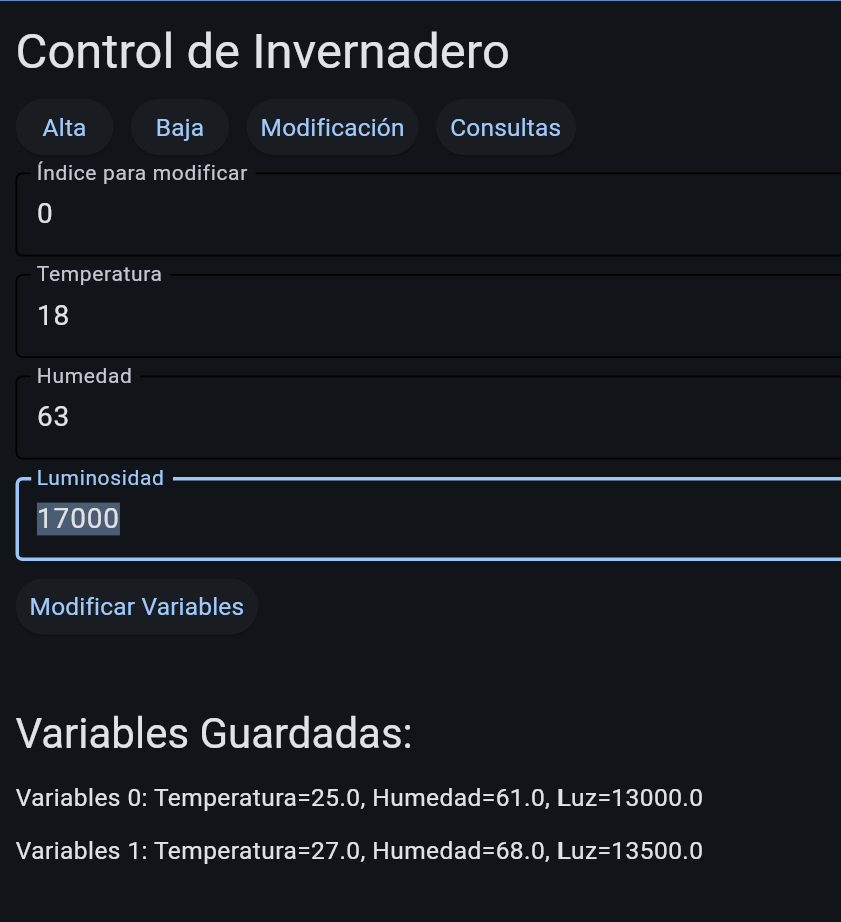 Control de Invernadero
Alta Baja Modificación Consultas
Índice para modificar
0
Temperatura
18
Humedad
63
Luminosidad
17000
Modificar Variables
Variables Guardadas:
Variables 0: Temperatura=25.0, Humedad=61.0, Luz=13000.0
Variables 1: Temperatura=27.0, Humedad=68.0, Luz=13500.0